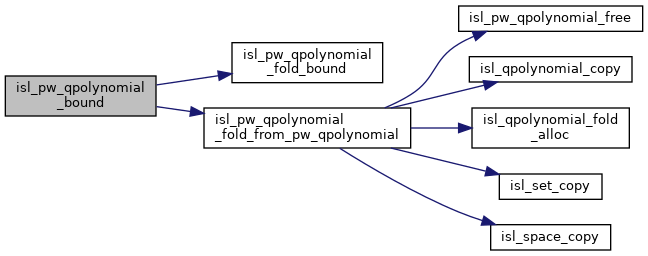 isl_pw_qpolynomial
_bound
isl_pw_qpolynomial
_fold_bound
isl_pw_qpolynomial
_fold_from_pw_qpolynomial
isl_pw_qpolynomial_free
isl_qpolynomial_copy
isl_qpolynomial_fold
_alloc
isl_set_copy
isl_space_copy